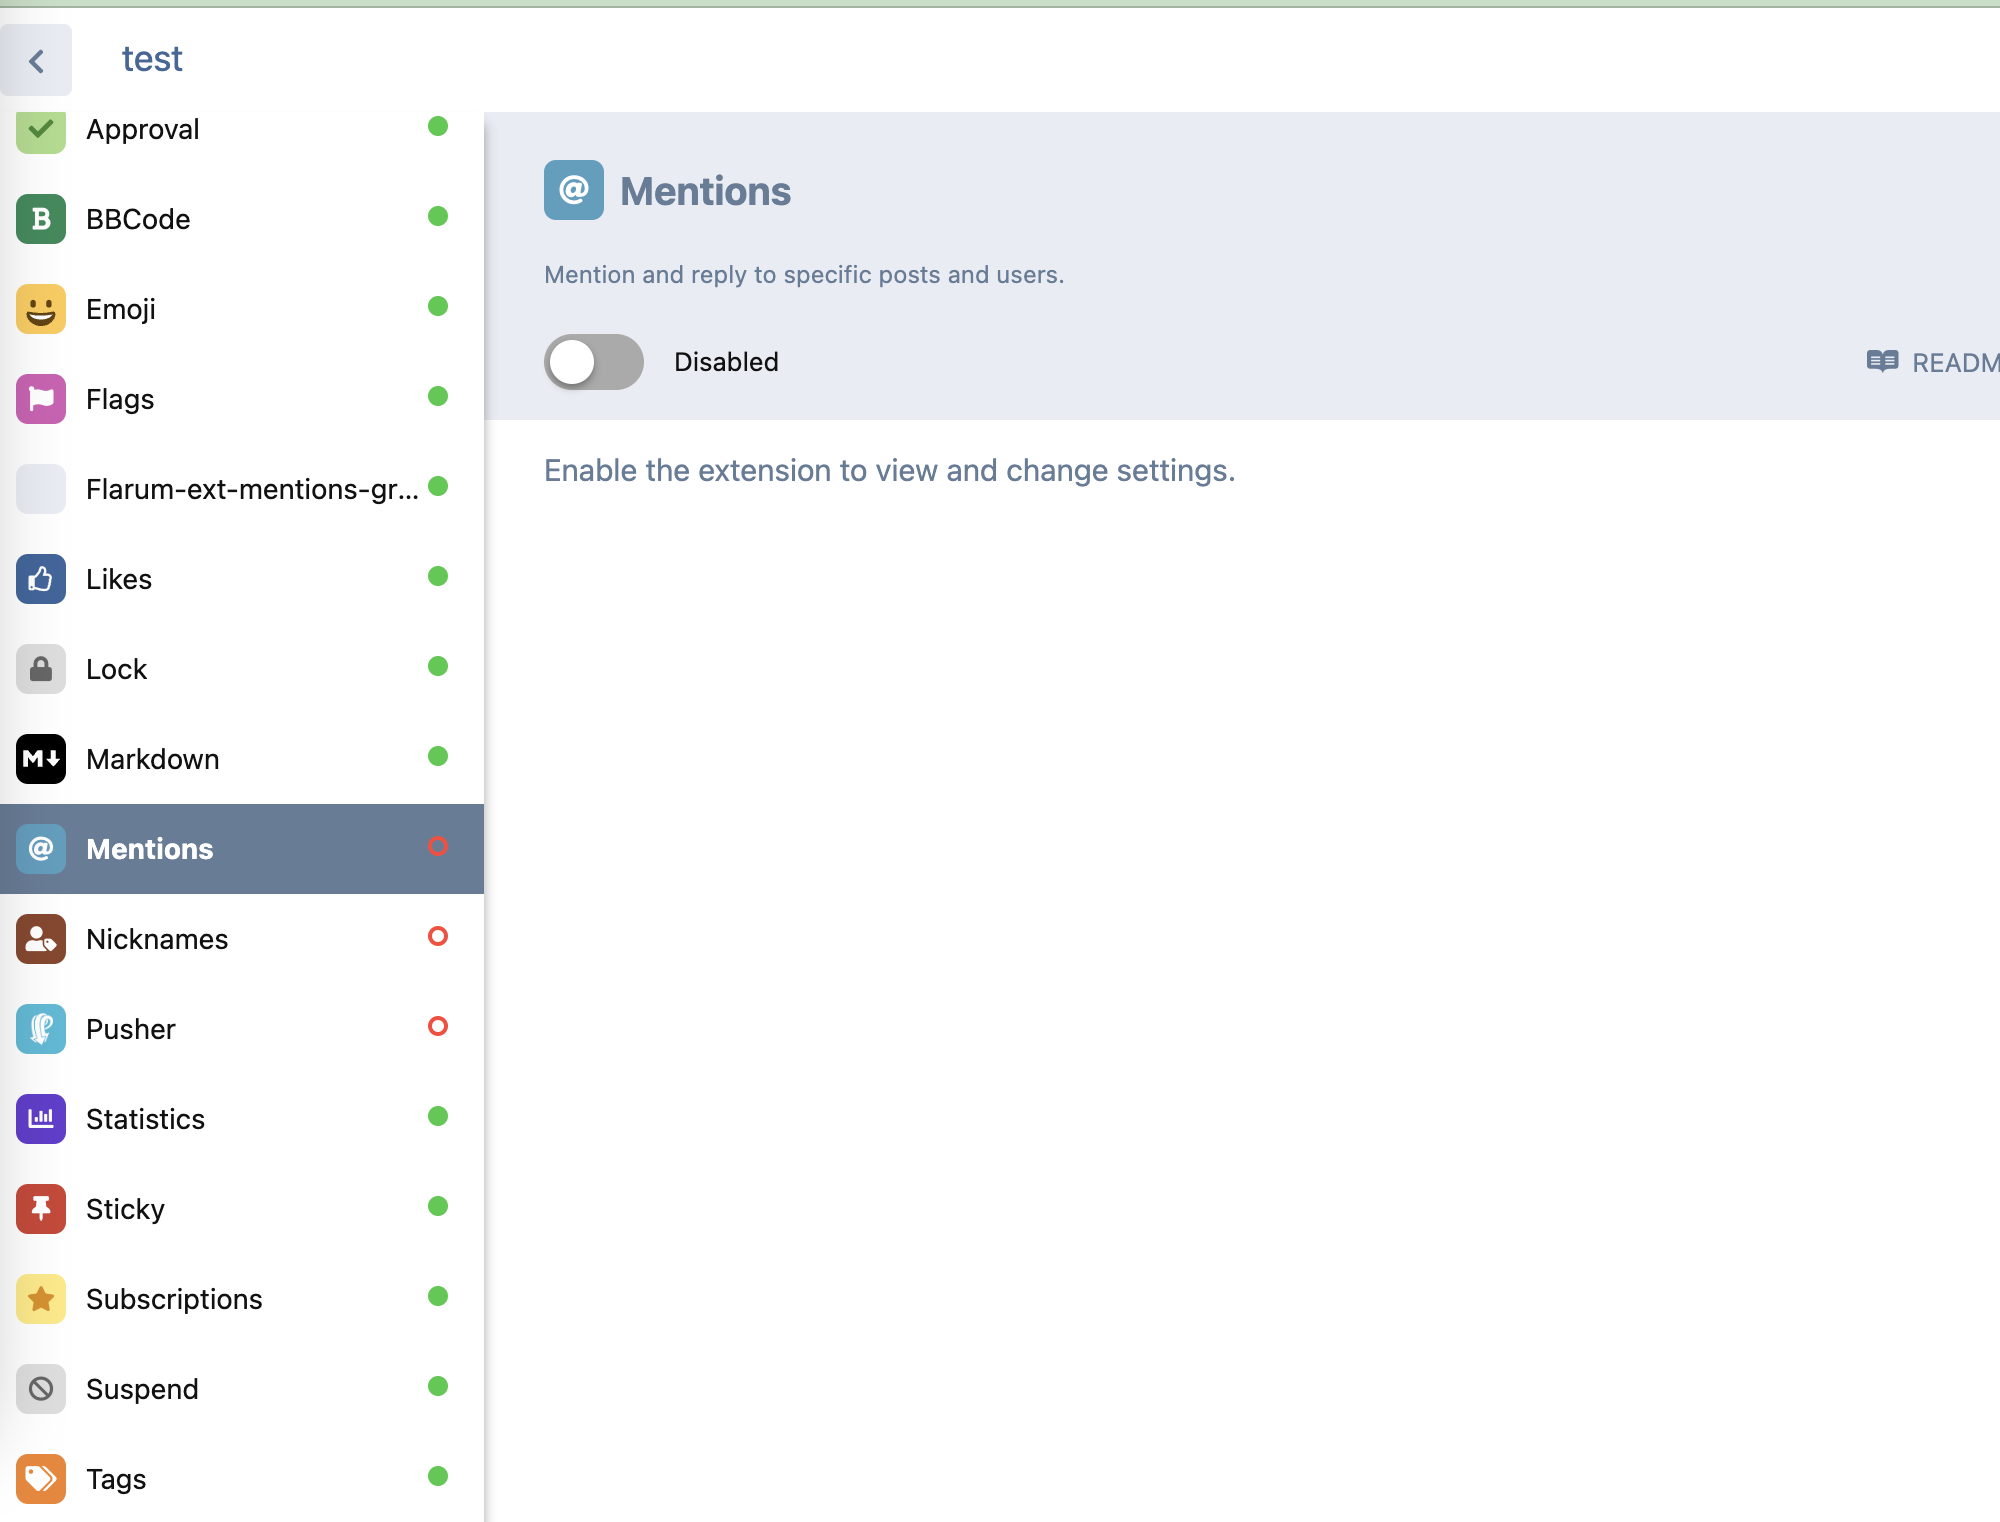 test
Approval
BBCode
Emoji
Flags
Flarum-ext-mentions-gr...
Likes
Lock
Markdown
Mentions
Nicknames
Pusher
Statistics
Sticky
Subscriptions
Suspend
Tags
Mentions
Mention and reply to specific posts and users.
Disabled
READM
Enable the extension to view and change settings.